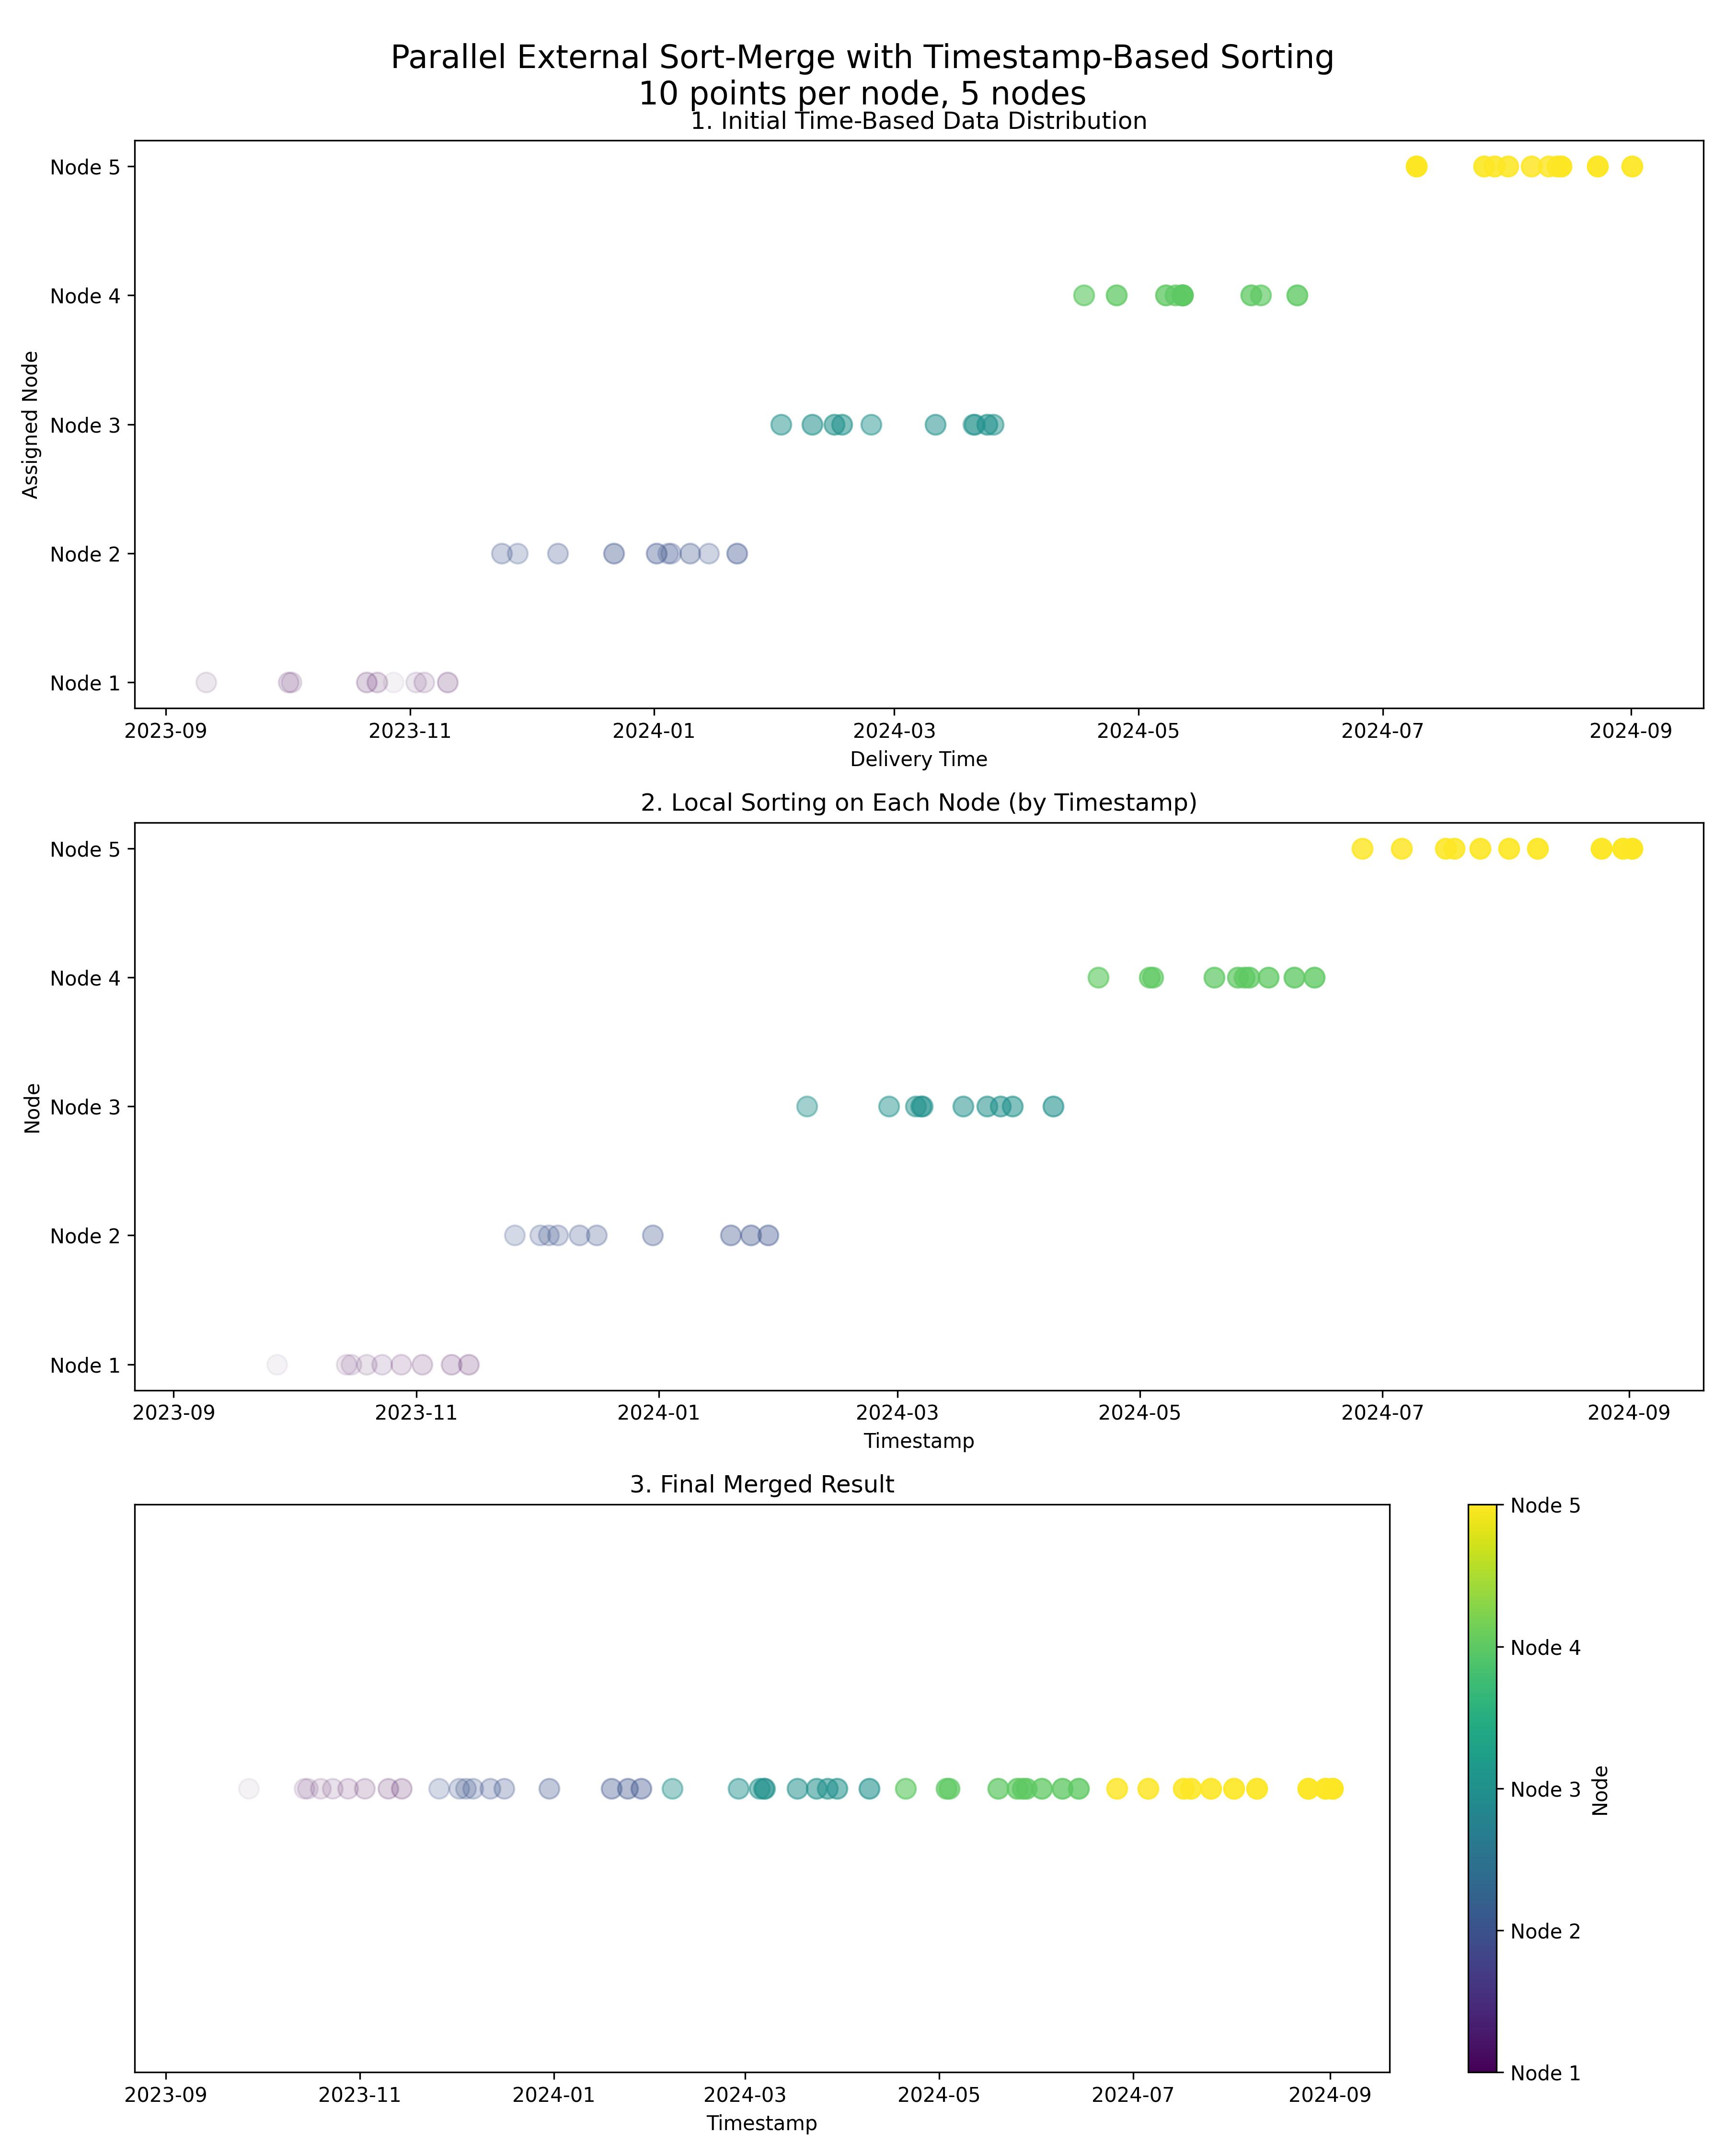 Parallel External Sort-Merge with Timestamp-Based Sorting
10 points per node, 5 nodes
1. Initial Time-Based Data Distribution
Node 5
Node 4
Node 3
Node 2
Node 1
Assigned Node
2023-09
2023-11
2024-01
2024-03
2024-05
2024-07
2024-09
Delivery Time
2. Local Sorting on Each Node (by Timestamp)
Node 5
Node 4
Node 3
Node 2
Node 1
Node
2023-09
2023-11
2024-01
2024-03
2024-05
2024-07
2024-09
Timestamp
3. Final Merged Result
2023-09
2023-11
2024-01
2024-03
2024-05
2024-07
2024-09
Timestamp
Node 5
Node 4
Node 3
Node 2
Node 1
Node